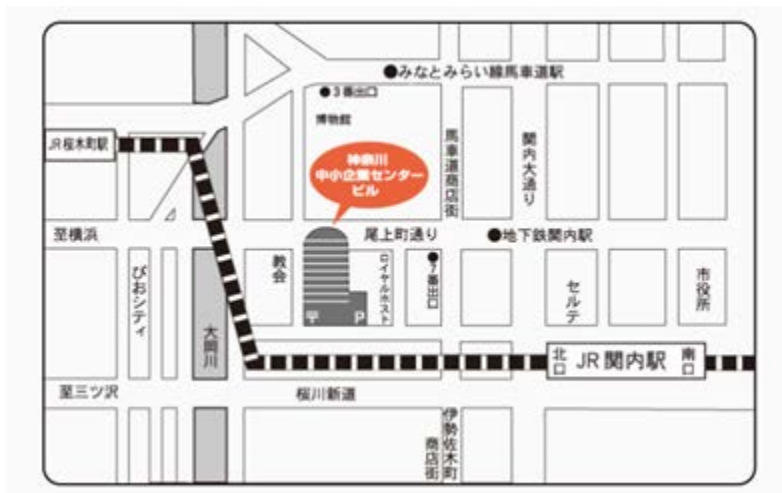 ●みなとみらい線馬車道駅
●3番出口
博物館
JR桜木町駅
神奈川
中小企業センター
ビル
馬車道商店街
関内大通り
至横浜
尾上町通り
●地下鉄関内駅
ぴおシティ
大岡川
教会
ロイヤルホスト
●7番出口
セルテ
市役所
〒
P
北口
JR関内駅
南口
至三ツ沢
桜川新道
伊勢佐木町
商店街